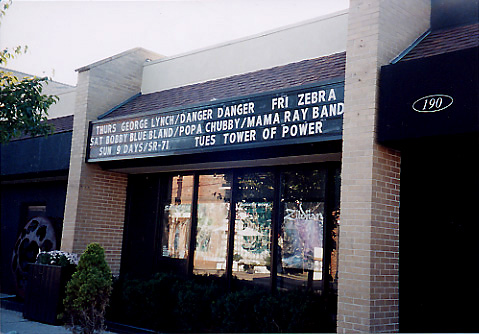 THURS GEORGE LYNCH/DANGER DANGER FRI ZEBRA
SAT BOBBY BLUE BLAND/POPA CHUBBY/MAMA RAY BAND
SUN 9 DAYS/SR-71 TUES TOWER OF POWER
190
Zildjian